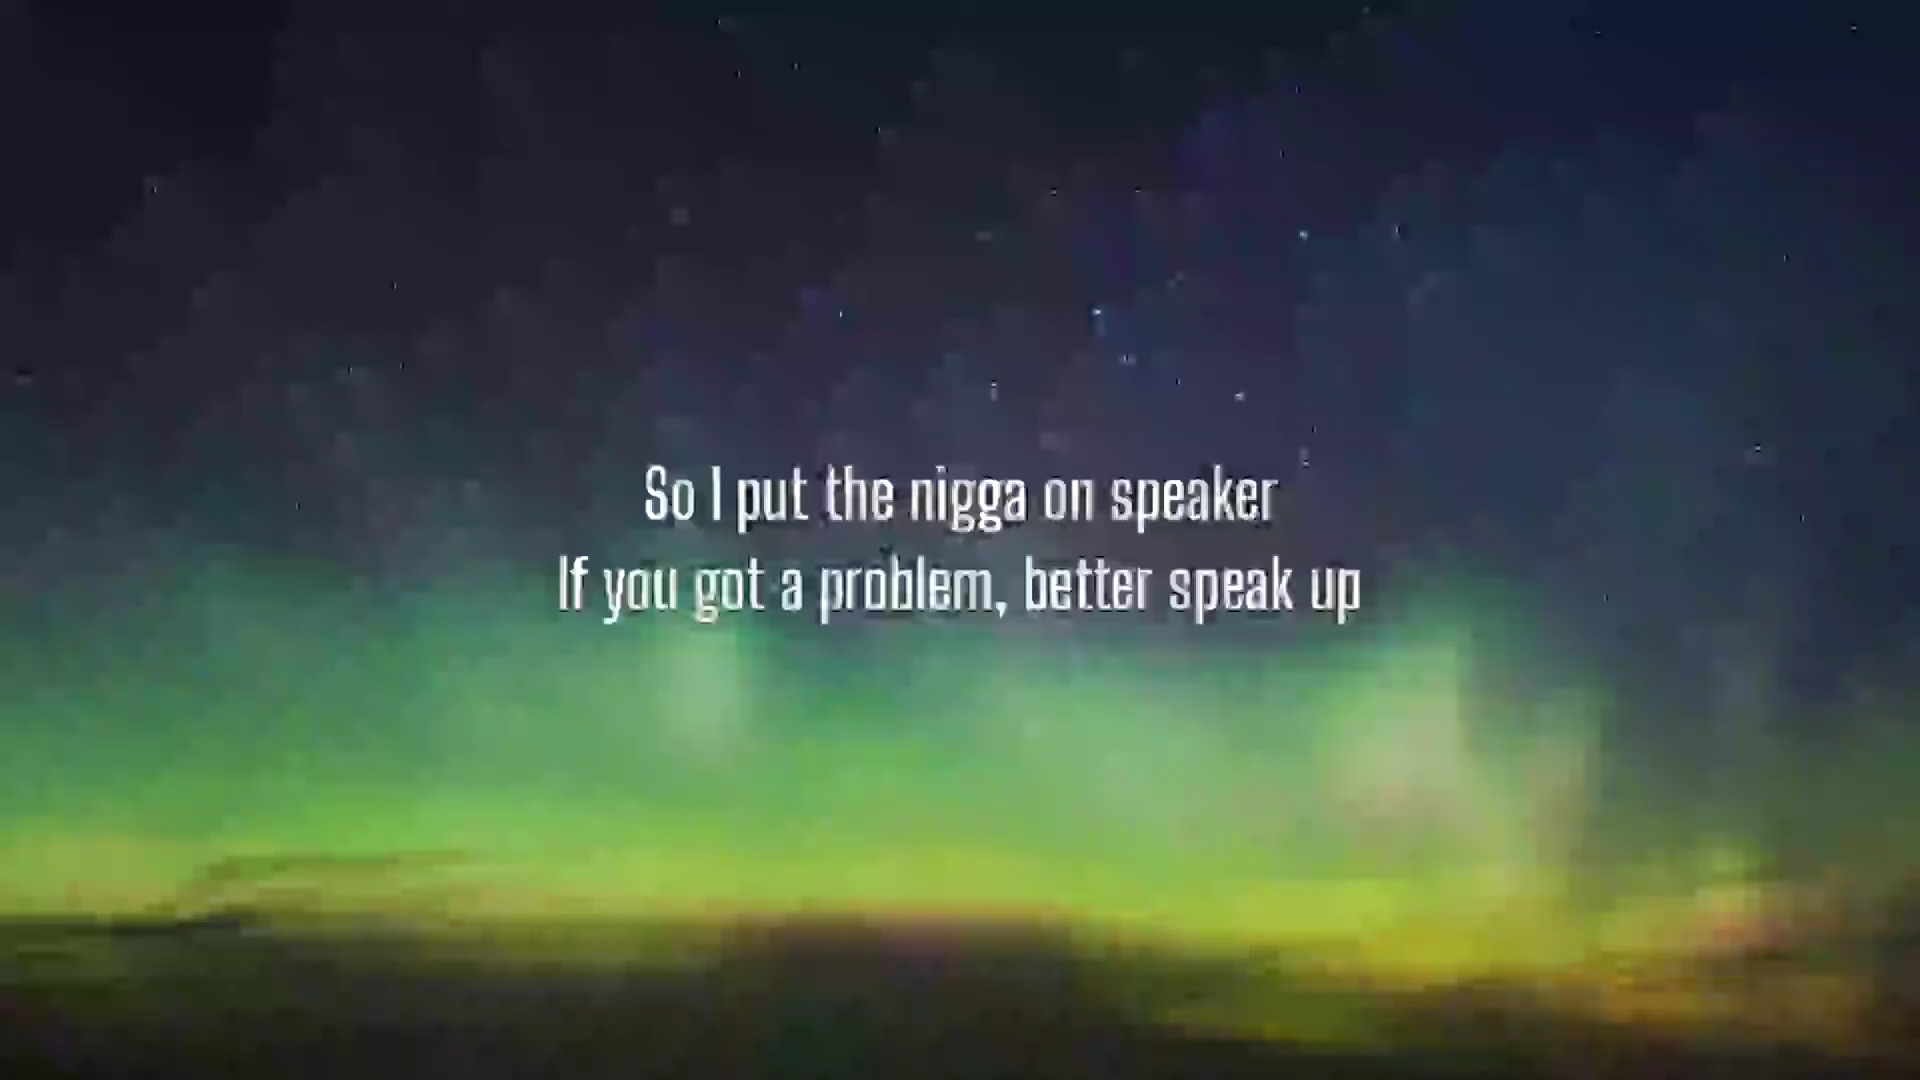 So I put the nigga on speaker
If you got a problem, better speak up